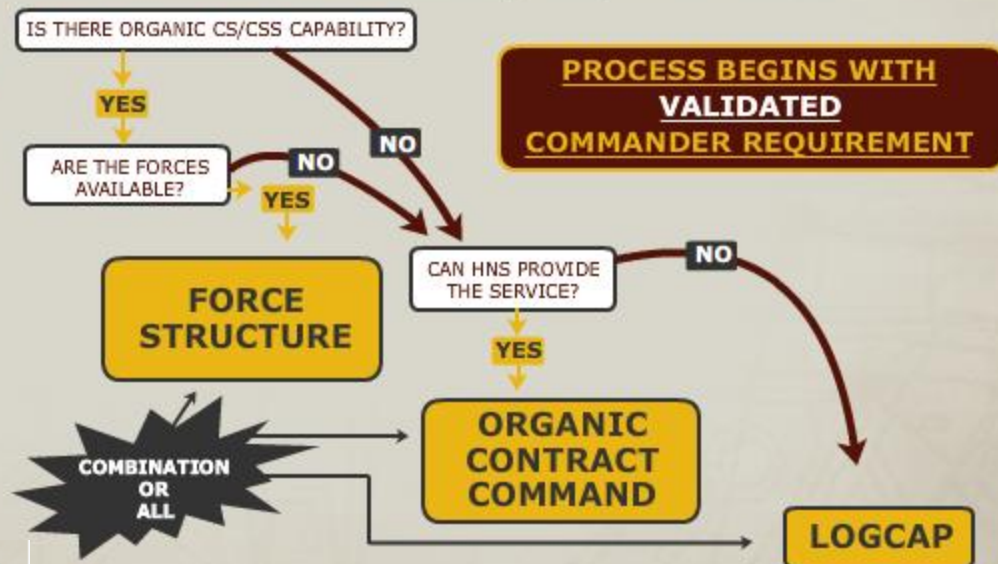 IS THERE ORGANIC CS/CSS CAPABILITY?
PROCESS BEGINS WITH
VALIDATED
COMMANDER REQUIREMENT
YES
NO
ARE THE FORCES
AVAILABLE?
NO
YES
CAN HNS PROVIDE
THE SERVICE?
NO
FORCE
STRUCTURE
YES
ORGANIC
CONTRACT
COMMAND
COMBINATION
OR
ALL
LOGCAP